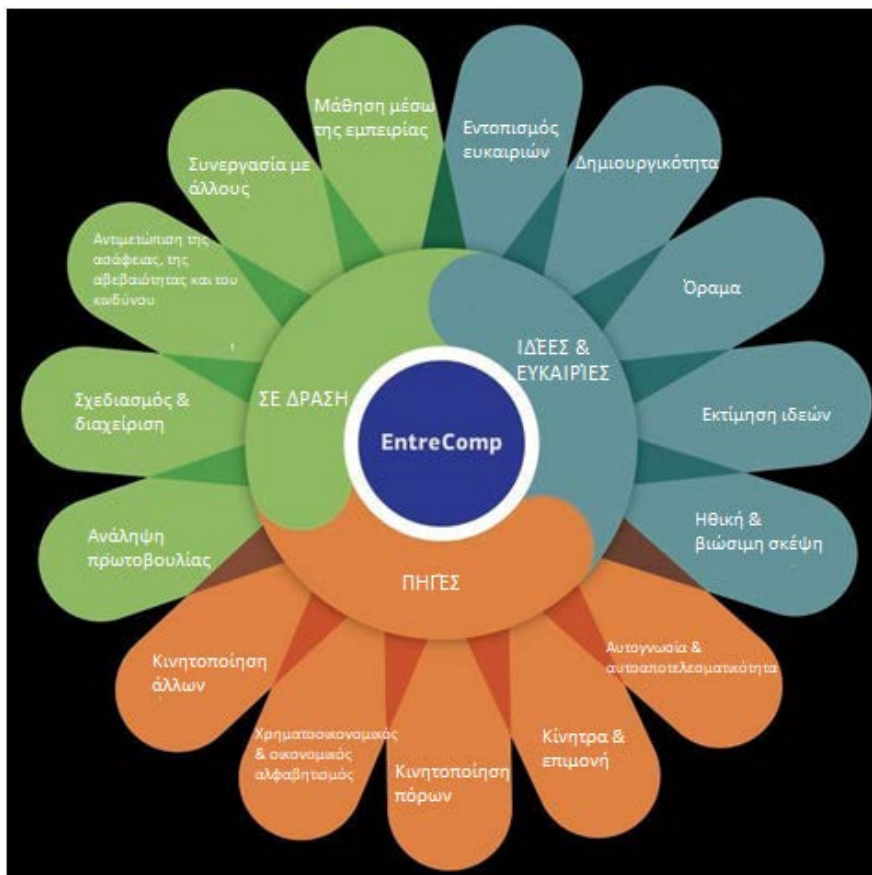 Μάθηση μέσω
της εμπειρίας
Εντοπισμός
ευκαιριών
Δημιουργικότητα
Όραμα
Εκτίμηση ιδεών
Ηθική &
βιώσιμη σκέψη
Αυτογνωσία &
αυτοαποτελεσματικότητα
Κίνητρα &
επιμονή
Κινητοποίηση
πόρων
Χρηματοοικονομικός
& οικονομικός
αλφαβητισμός
Κινητοποίηση
άλλων
Ανάληψη
πρωτοβουλίας
Σχεδιασμός &
διαχείριση
Αντιμετώπιση της
ασάφειας, της
αβεβαιότητας και του
κινδύνου
Συνεργασία με
άλλους
ΙΔΈΕΣ &
ΕΥΚΑΙΡΊΕΣ
ΣΕ ΔΡΑΣΗ
ΠΗΓΈΣ
EntreComp